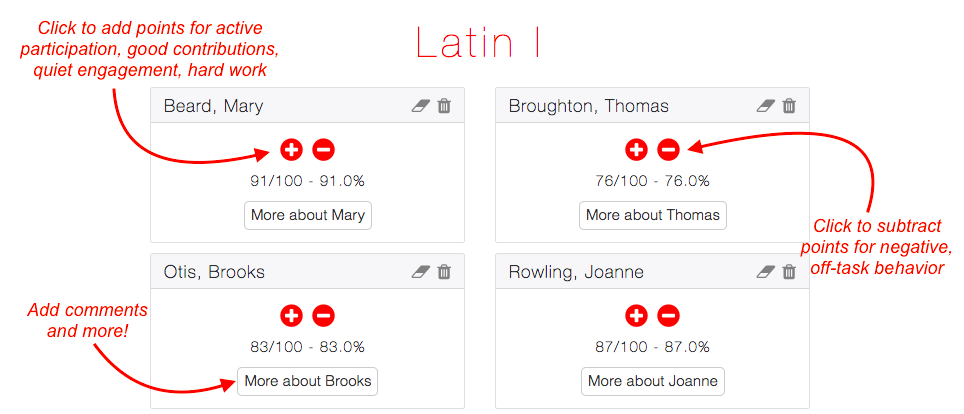 Click to add points for active
participation, good contributions,
quiet engagement, hard work
Latin I
Beard, Mary
91/100 - 91.0%
More about Mary
Broughton, Thomas
76/100 - 76.0%
More about Thomas
Click to subtract
points for negative,
off-task behavior
Otis, Brooks
83/100 - 83.0%
More about Brooks
Add comments
and more!
Rowling, Joanne
87/100 - 87.0%
More about Joanne